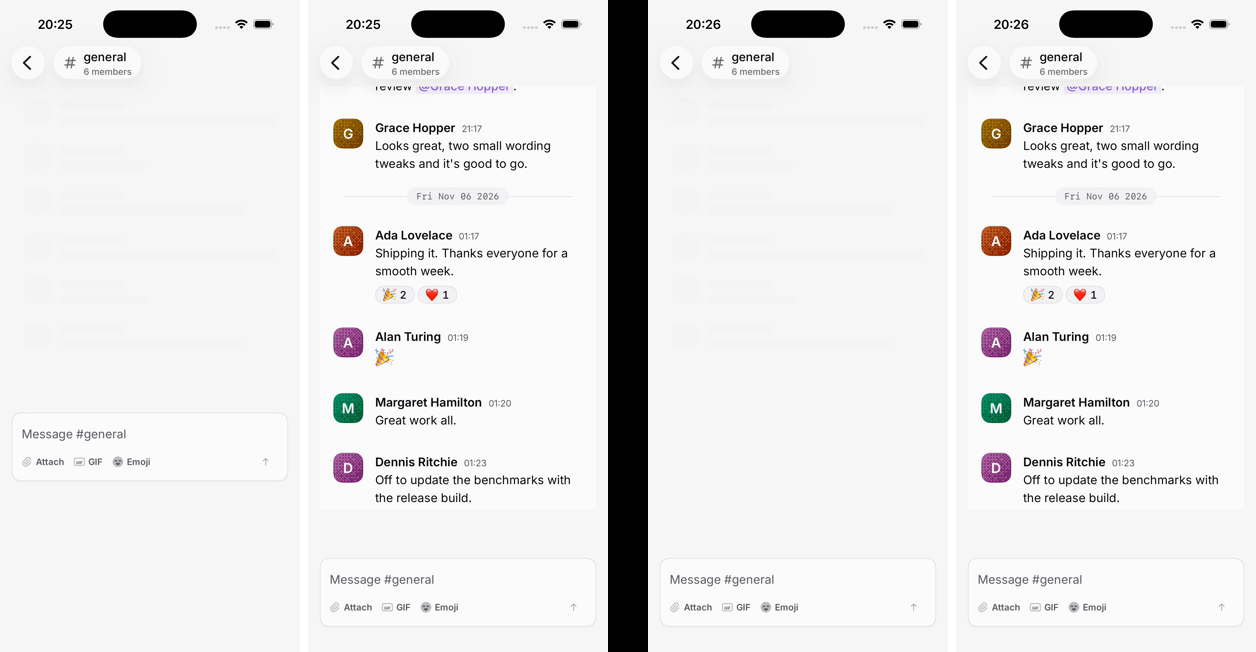 20:25
# general
6 members
Message #general
Attach GIF Emoji
20:25
# general
6 members
review @Grace Hopper .
G
Grace Hopper 21:17
Looks great, two small wording
tweaks and it's good to go.
Fri Nov 06 2026
A
Ada Lovelace 01:17
Shipping it. Thanks everyone for a
smooth week.
🎉 2 ❤️ 1
A
Alan Turing 01:19
🎉
M
Margaret Hamilton 01:20
Great work all.
D
Dennis Ritchie 01:23
Off to update the benchmarks with
the release build.
Message #general
Attach GIF Emoji
20:26
# general
6 members
Message #general
Attach GIF Emoji
20:26
# general
6 members
review @Grace Hopper .
G
Grace Hopper 21:17
Looks great, two small wording
tweaks and it's good to go.
Fri Nov 06 2026
A
Ada Lovelace 01:17
Shipping it. Thanks everyone for a
smooth week.
🎉 2 ❤️ 1
A
Alan Turing 01:19
🎉
M
Margaret Hamilton 01:20
Great work all.
D
Dennis Ritchie 01:23
Off to update the benchmarks with
the release build.
Message #general
Attach GIF Emoji